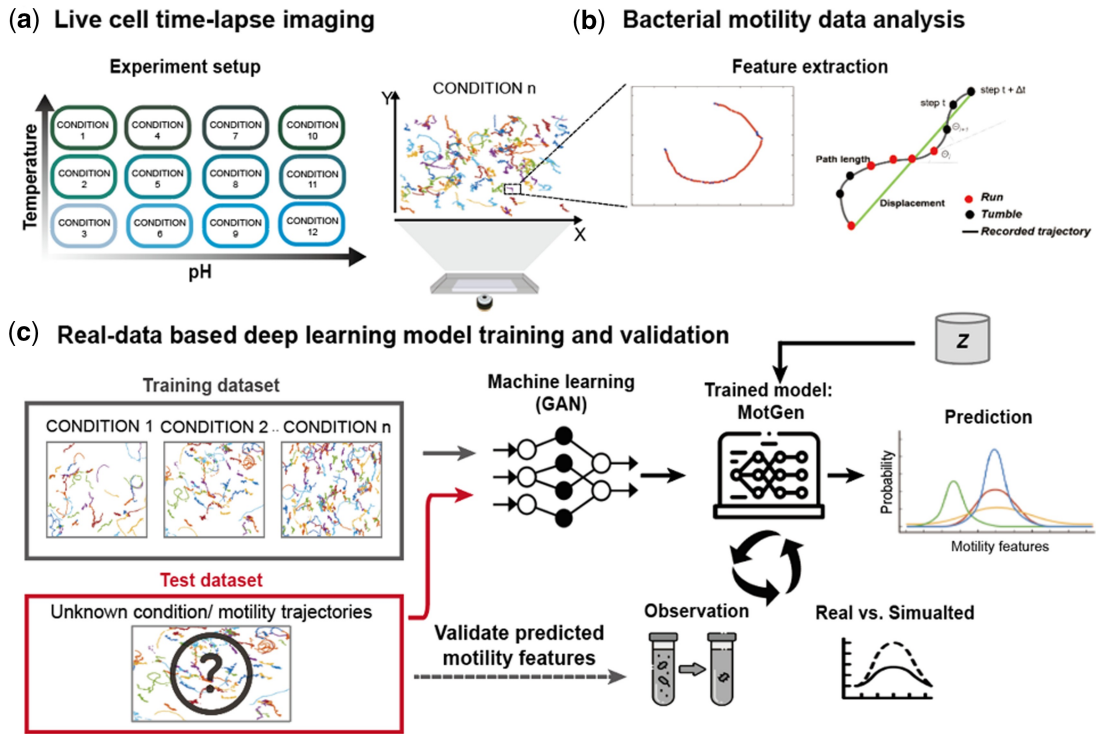 (a) Live cell time-lapse imaging
Experiment setup
Temperature
CONDITION
1
CONDITION
4
CONDITION
7
CONDITION
10
CONDITION
2
CONDITION
5
CONDITION
8
CONDITION
11
CONDITION
3
CONDITION
6
CONDITION
9
CONDITION
12
pH
CONDITION n
Y
X
(b) Bacterial motility data analysis
Feature extraction
step t
step t + Δt
Θi+1
Θi
Path length
Displacement
Run
Tumble
Recorded trajectory
(c) Real-data based deep learning model training and validation
Training dataset
CONDITION 1 CONDITION 2 .. CONDITION n
Test dataset
Unknown condition/ motility trajectories
?
Machine learning
(GAN)
Trained model:
MotGen
Z
Prediction
Probability
Motility features
Validate predicted
motility features
Observation
Real vs. Simualted